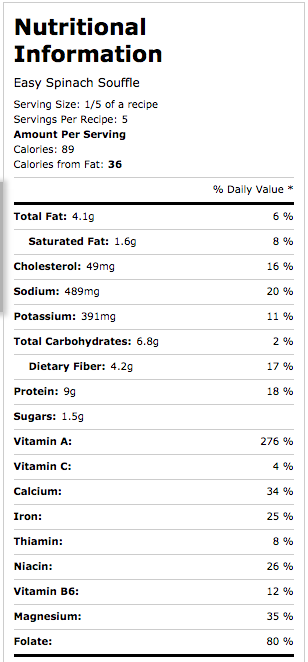 Nutritional
Information
Easy Spinach Souffle
Serving Size: 1/5 of a recipe
Servings Per Recipe: 5
Amount Per Serving
Calories: 89
Calories from Fat: 36
% Daily Value *
Total Fat: 4.1g 6 %
Saturated Fat: 1.6g 8 %
Cholesterol: 49mg 16 %
Sodium: 489mg 20 %
Potassium: 391mg 11 %
Total Carbohydrates: 6.8g 2 %
Dietary Fiber: 4.2g 17 %
Protein: 9g 18 %
Sugars: 1.5g
Vitamin A: 276 %
Vitamin C: 4 %
Calcium: 34 %
Iron: 25 %
Thiamin: 8 %
Niacin: 26 %
Vitamin B6: 12 %
Magnesium: 35 %
Folate: 80 %